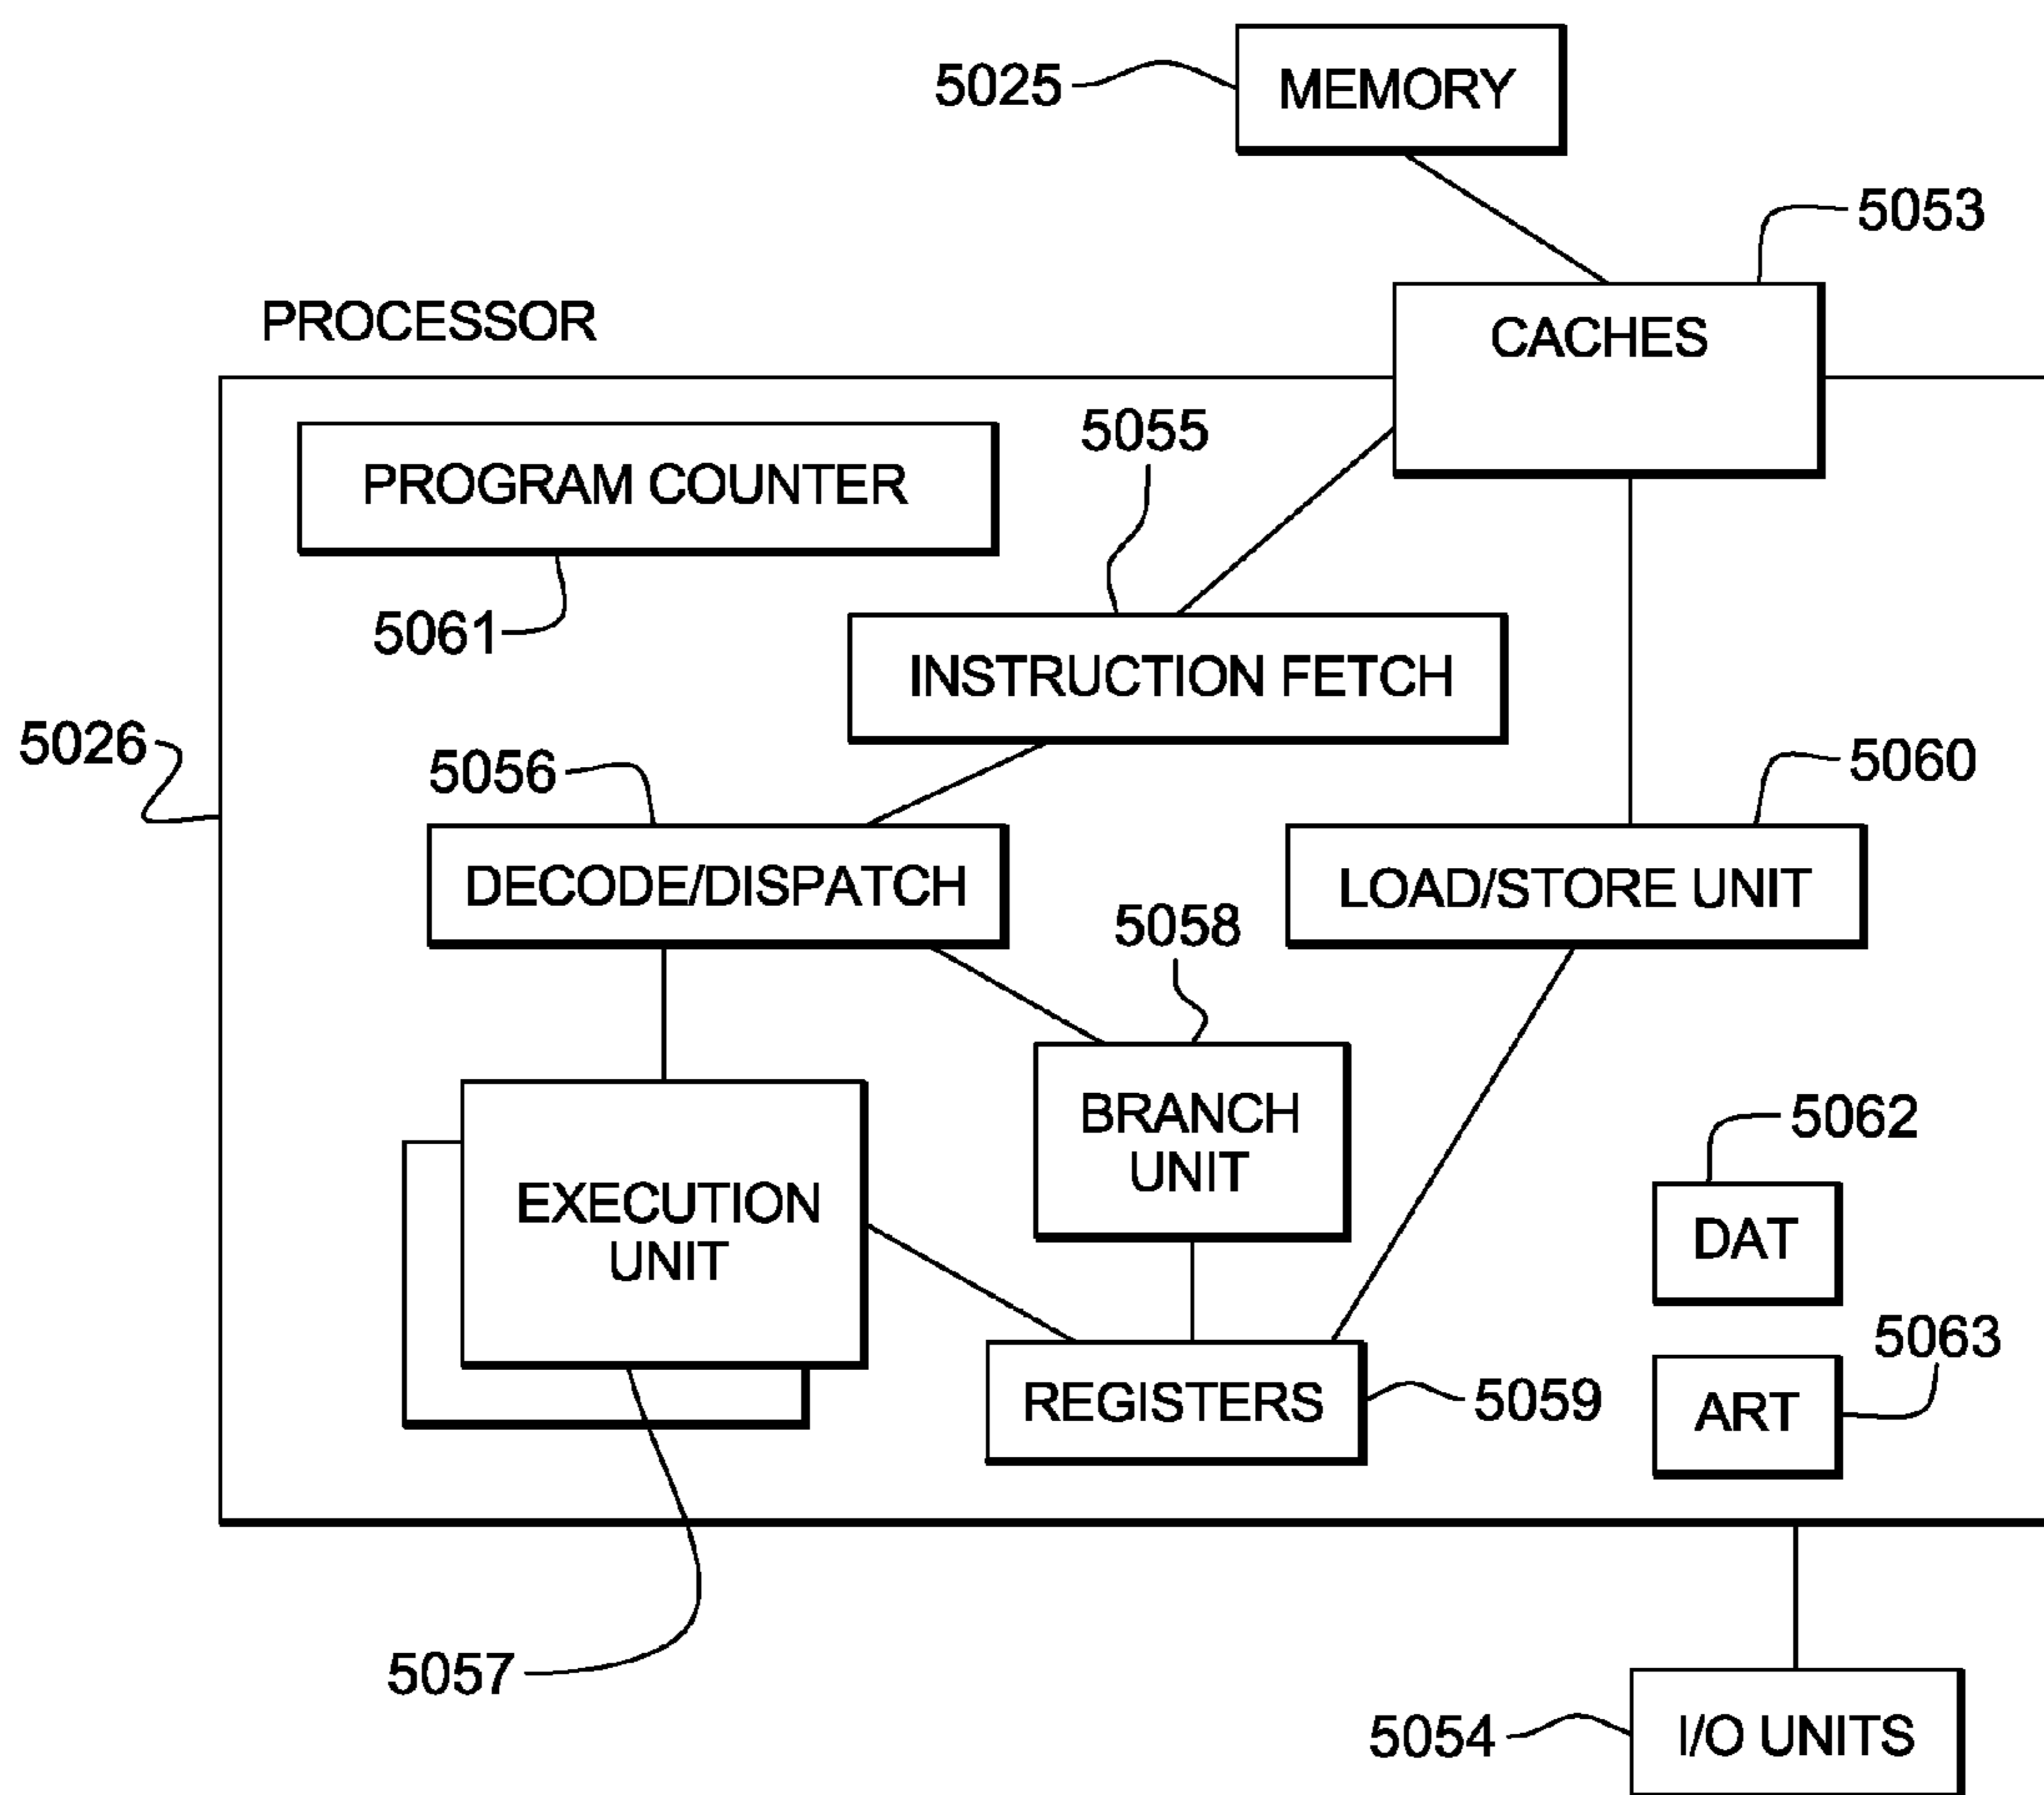 MEMORY
5025
5053
CACHES
PROCESSOR
5055
PROGRAM COUNTER
5061
INSTRUCTION FETCH
5026
5056
5060
DECODE/DISPATCH
LOAD/STORE UNIT
5058
BRANCH
UNIT
5062
EXECUTION
UNIT
DAT
5063
REGISTERS
5059
ART
5057
5054
I/O UNITS